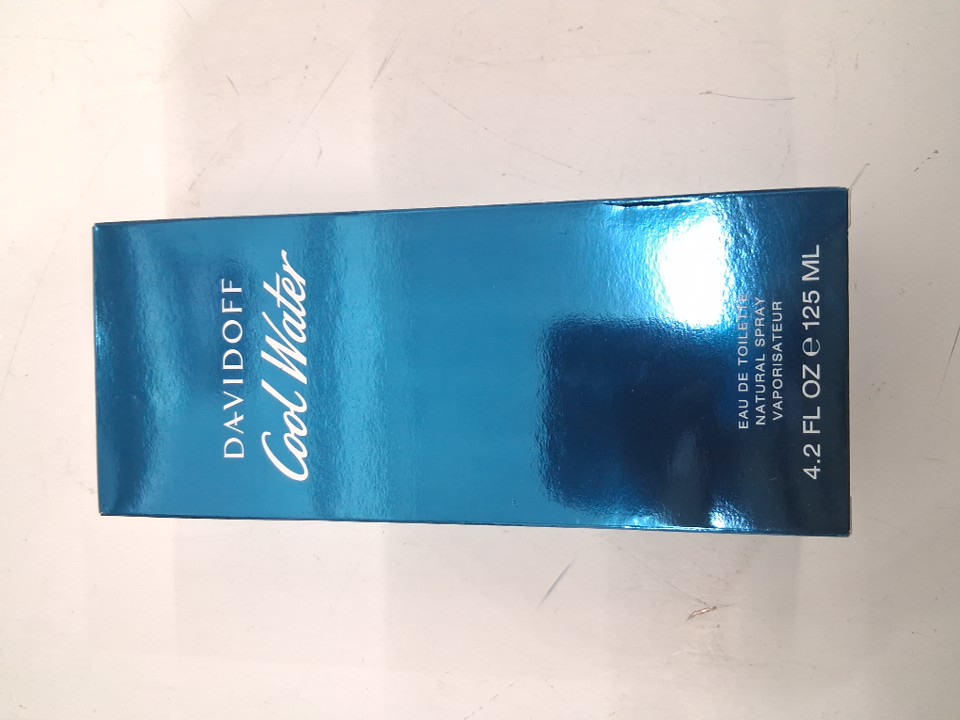 DAVIDOFF
Cool Water
EAU DE TOILETTE
NATURAL SPRAY
VAPORISATEUR
4.2 FL OZ ℮ 125 ML